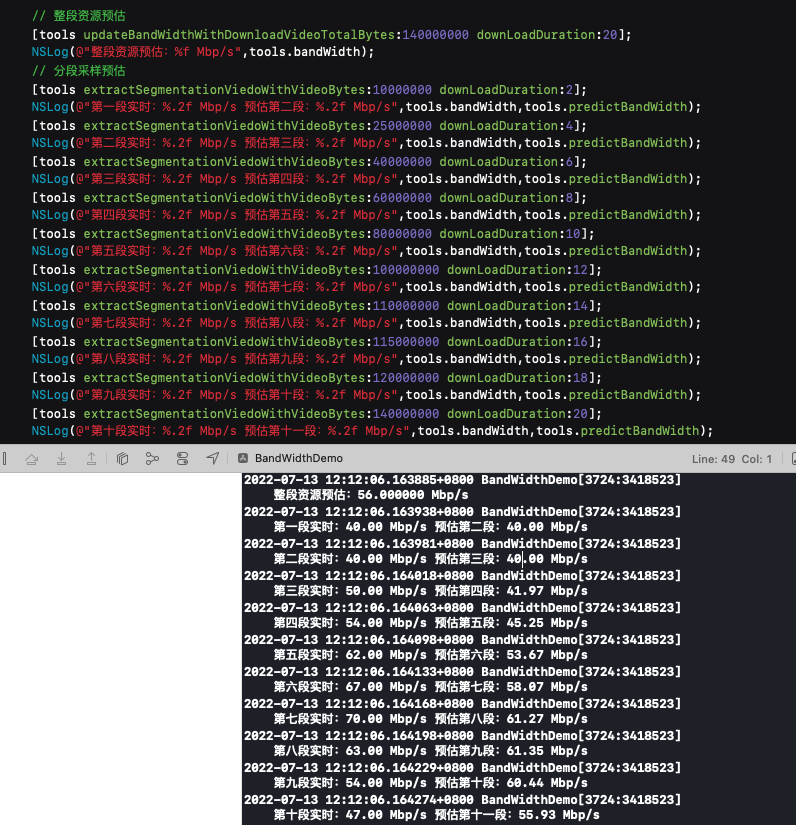 // 整段资源预估
[tools updateBandWidthWithDownloadVideoTotalBytes:140000000 downLoadDuration:20];
NSLog(@"整段资源预估：%f Mbp/s",tools.bandWidth);
// 分段采样预估
[tools extractSegmentationViedoWithVideoBytes:10000000 downLoadDuration:2];
NSLog(@"第一段实时：%.2f Mbp/s 预估第二段：%.2f Mbp/s",tools.bandWidth,tools.predictBandWidth);
[tools extractSegmentationViedoWithVideoBytes:25000000 downLoadDuration:4];
NSLog(@"第二段实时：%.2f Mbp/s 预估第三段：%.2f Mbp/s",tools.bandWidth,tools.predictBandWidth);
[tools extractSegmentationViedoWithVideoBytes:40000000 downLoadDuration:6];
NSLog(@"第三段实时：%.2f Mbp/s 预估第四段：%.2f Mbp/s",tools.bandWidth,tools.predictBandWidth);
[tools extractSegmentationViedoWithVideoBytes:60000000 downLoadDuration:8];
NSLog(@"第四段实时：%.2f Mbp/s 预估第五段：%.2f Mbp/s",tools.bandWidth,tools.predictBandWidth);
[tools extractSegmentationViedoWithVideoBytes:80000000 downLoadDuration:10];
NSLog(@"第五段实时：%.2f Mbp/s 预估第六段：%.2f Mbp/s",tools.bandWidth,tools.predictBandWidth);
[tools extractSegmentationViedoWithVideoBytes:100000000 downLoadDuration:12];
NSLog(@"第六段实时：%.2f Mbp/s 预估第七段：%.2f Mbp/s",tools.bandWidth,tools.predictBandWidth);
[tools extractSegmentationViedoWithVideoBytes:110000000 downLoadDuration:14];
NSLog(@"第七段实时：%.2f Mbp/s 预估第八段：%.2f Mbp/s",tools.bandWidth,tools.predictBandWidth);
[tools extractSegmentationViedoWithVideoBytes:115000000 downLoadDuration:16];
NSLog(@"第八段实时：%.2f Mbp/s 预估第九段：%.2f Mbp/s",tools.bandWidth,tools.predictBandWidth);
[tools extractSegmentationViedoWithVideoBytes:120000000 downLoadDuration:18];
NSLog(@"第九段实时：%.2f Mbp/s 预估第十段：%.2f Mbp/s",tools.bandWidth,tools.predictBandWidth);
[tools extractSegmentationViedoWithVideoBytes:140000000 downLoadDuration:20];
NSLog(@"第十段实时：%.2f Mbp/s 预估第十一段：%.2f Mbp/s",tools.bandWidth,tools.predictBandWidth);
BandWidthDemo Line: 49 Col: 1
2022-07-13 12:12:06.163885+0800 BandWidthDemo[3724:3418523]
整段资源预估：56.000000 Mbp/s
2022-07-13 12:12:06.163938+0800 BandWidthDemo[3724:3418523]
第一段实时：40.00 Mbp/s 预估第二段：40.00 Mbp/s
2022-07-13 12:12:06.163981+0800 BandWidthDemo[3724:3418523]
第二段实时：40.00 Mbp/s 预估第三段：40.00 Mbp/s
2022-07-13 12:12:06.164018+0800 BandWidthDemo[3724:3418523]
第三段实时：50.00 Mbp/s 预估第四段：41.97 Mbp/s
2022-07-13 12:12:06.164063+0800 BandWidthDemo[3724:3418523]
第四段实时：54.00 Mbp/s 预估第五段：45.25 Mbp/s
2022-07-13 12:12:06.164098+0800 BandWidthDemo[3724:3418523]
第五段实时：62.00 Mbp/s 预估第六段：53.67 Mbp/s
2022-07-13 12:12:06.164133+0800 BandWidthDemo[3724:3418523]
第六段实时：67.00 Mbp/s 预估第七段：58.07 Mbp/s
2022-07-13 12:12:06.164168+0800 BandWidthDemo[3724:3418523]
第七段实时：70.00 Mbp/s 预估第八段：61.27 Mbp/s
2022-07-13 12:12:06.164198+0800 BandWidthDemo[3724:3418523]
第八段实时：63.00 Mbp/s 预估第九段：61.35 Mbp/s
2022-07-13 12:12:06.164229+0800 BandWidthDemo[3724:3418523]
第九段实时：54.00 Mbp/s 预估第十段：60.44 Mbp/s
2022-07-13 12:12:06.164274+0800 BandWidthDemo[3724:3418523]
第十段实时：47.00 Mbp/s 预估第十一段：55.93 Mbp/s